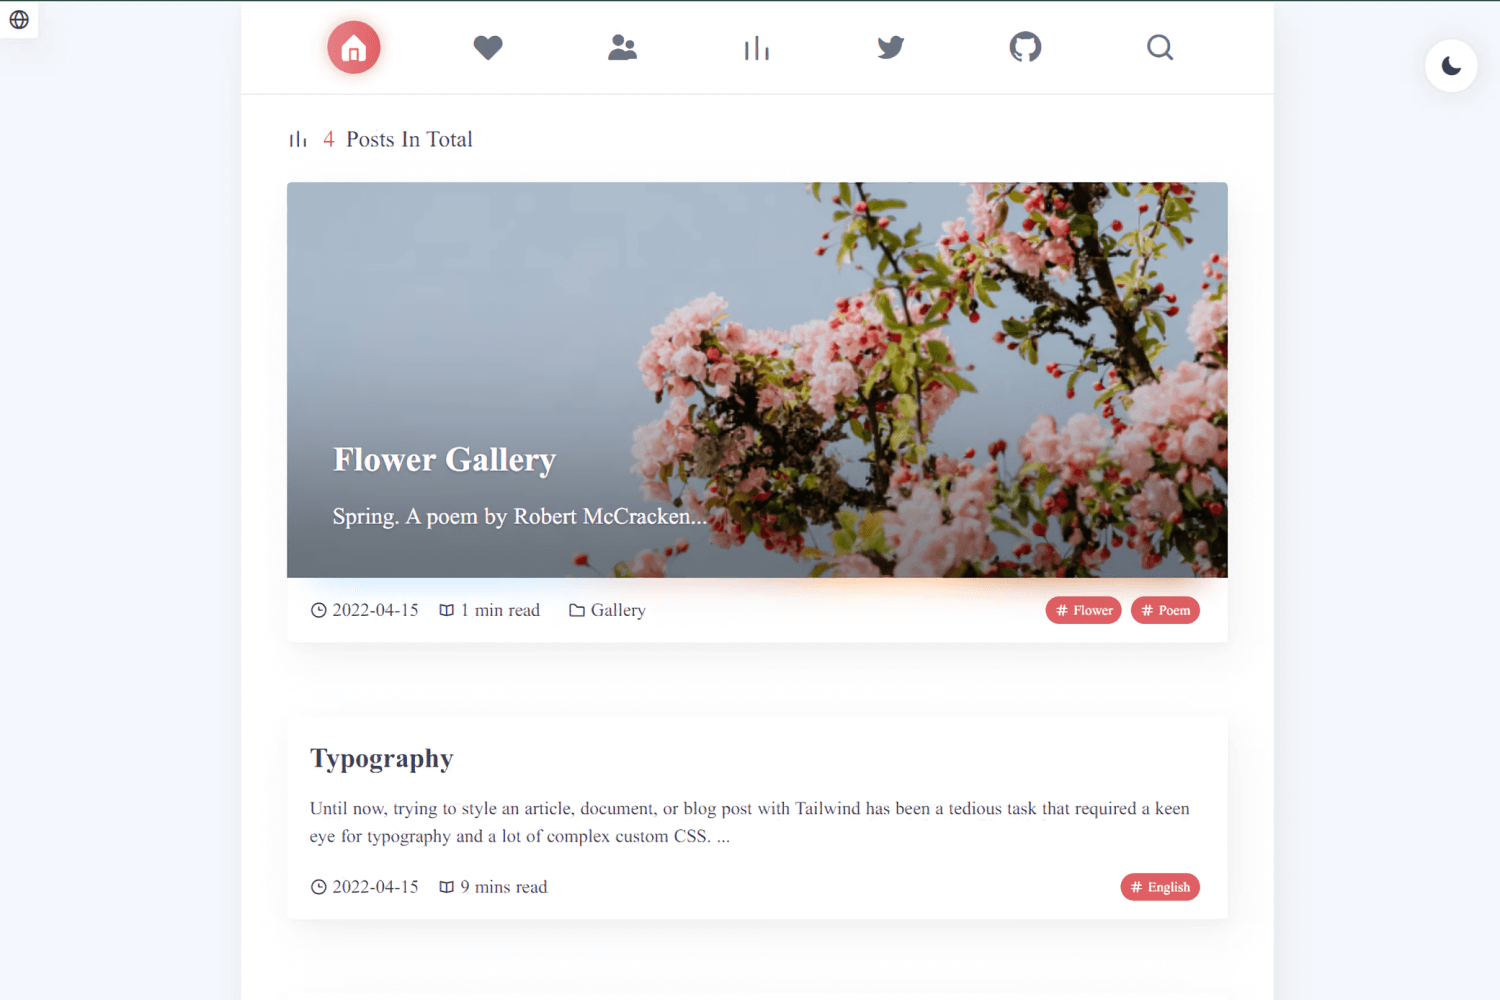 4 Posts In Total
Flower Gallery
Spring. A poem by Robert McCracken...
2022-04-15 1 min read Gallery # Flower # Poem
Typography
Until now, trying to style an article, document, or blog post with Tailwind has been a tedious task that required a keen
eye for typography and a lot of complex custom CSS. ...
2022-04-15 9 mins read # English